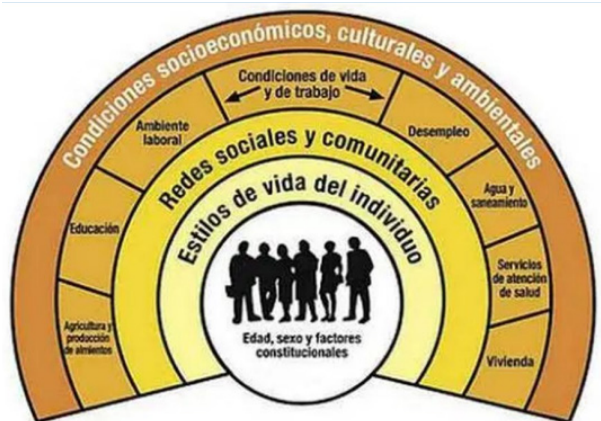 Condiciones socioeconómicos, culturales y ambientales
Condiciones de vida
y de trabajo
Ambiente
laboral
Desempleo
Redes sociales y comunitarias
Agua y
saneamiento
Estilos de vida del individuo
Educación
Servicios
de atención
de salud
Agricultura y
producción
de almientos
Edad, sexo y factores
constitucionales
Vivienda